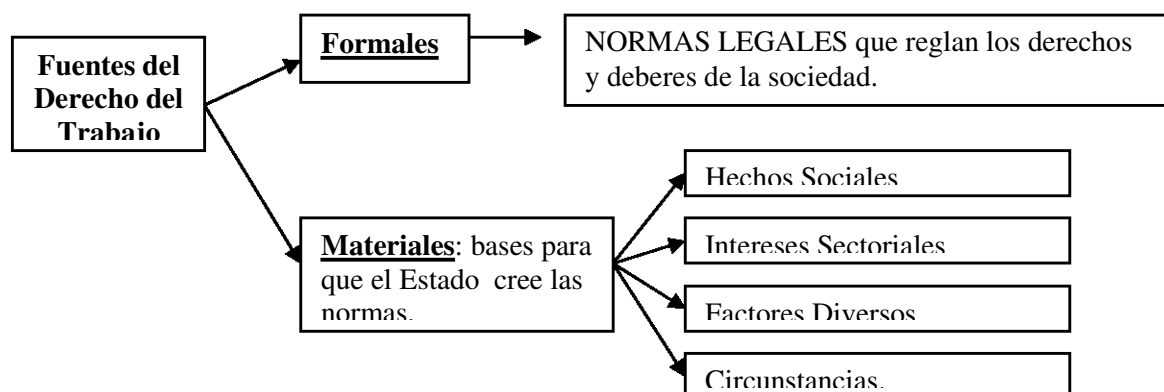 Fuentes del
Derecho del
Trabajo
Formales
NORMAS LEGALES que reglan los derechos
y deberes de la sociedad.
Materiales: bases para
que el Estado cree las
normas.
Hechos Sociales
Intereses Sectoriales
Factores Diversos
Circunstancias.